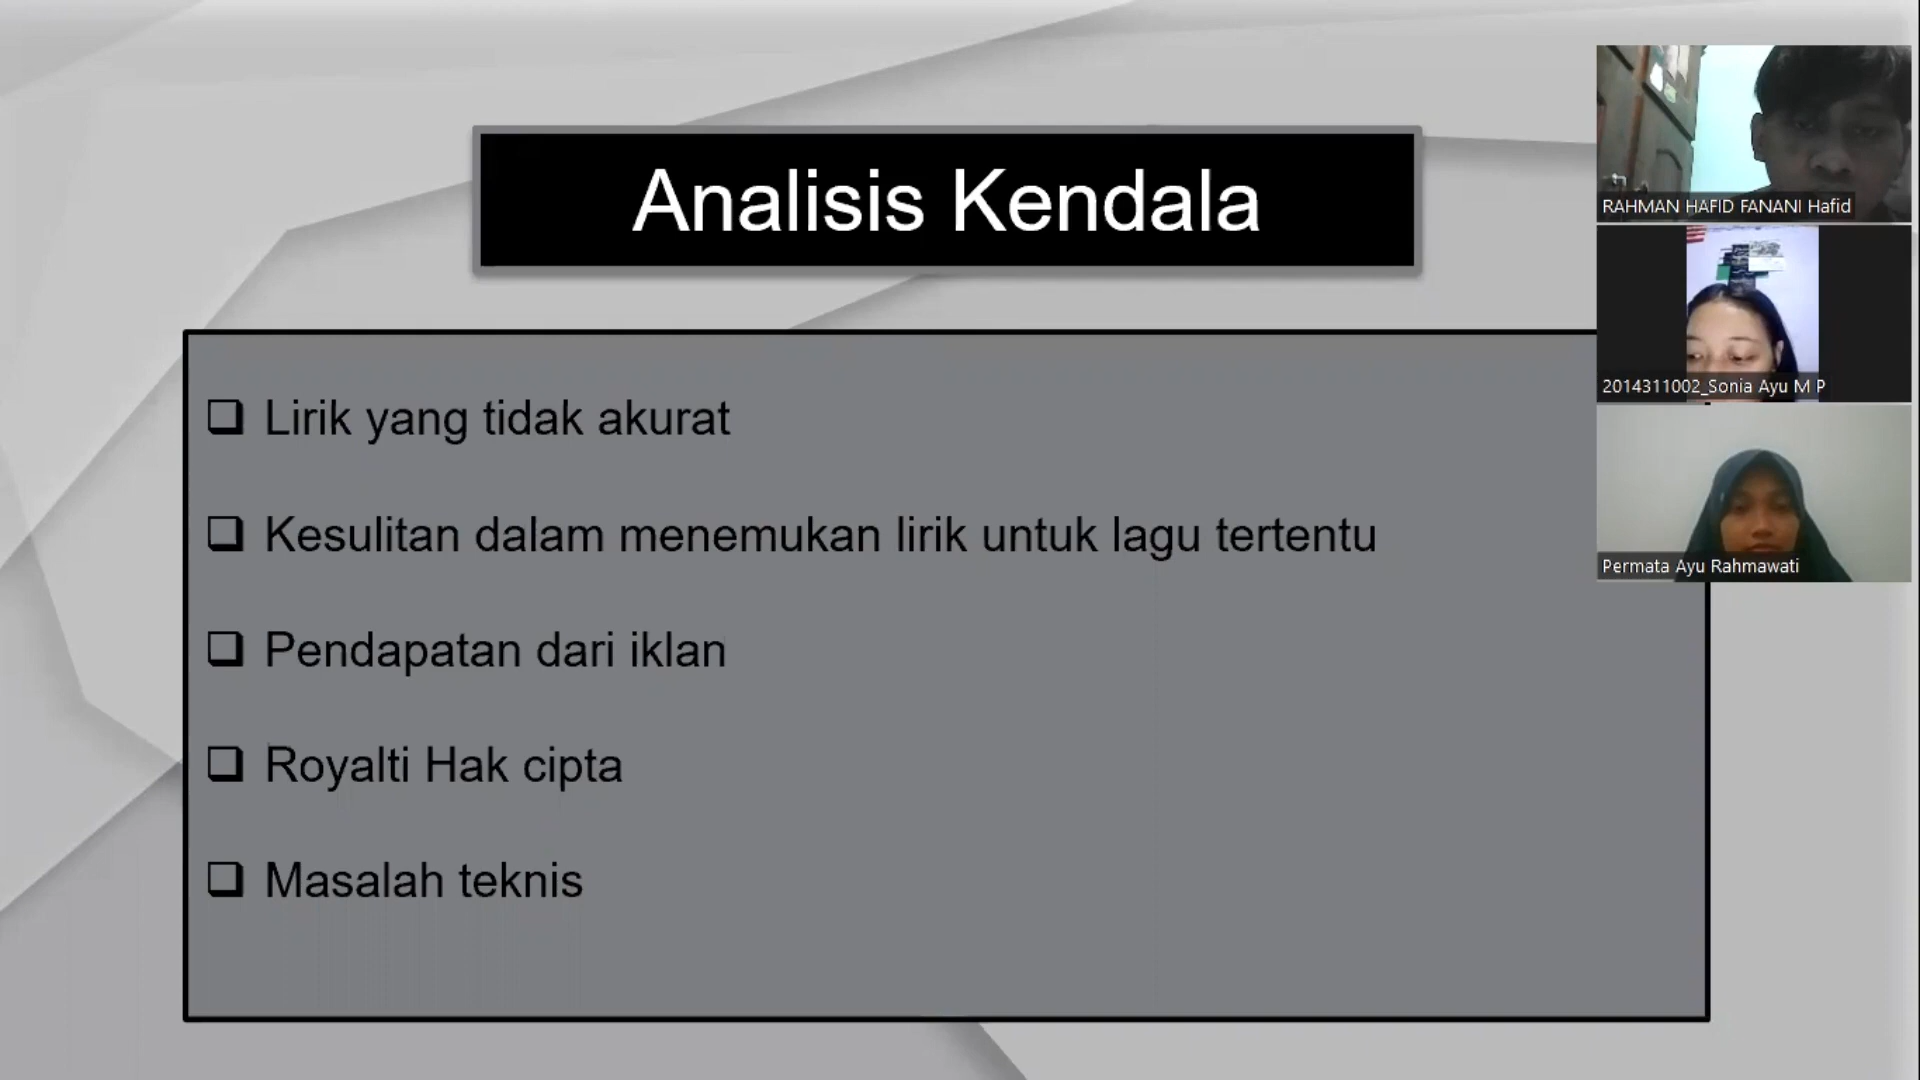 Analisis Kendala
Lirik yang tidak akurat
Kesulitan dalam menemukan lirik untuk lagu tertentu
Pendapatan dari iklan
Royalti Hak cipta
Masalah teknis
RAHMAN HAFID FANANI Hafid
2014311002_Sonia Ayu M P
Permata Ayu Rahmawati